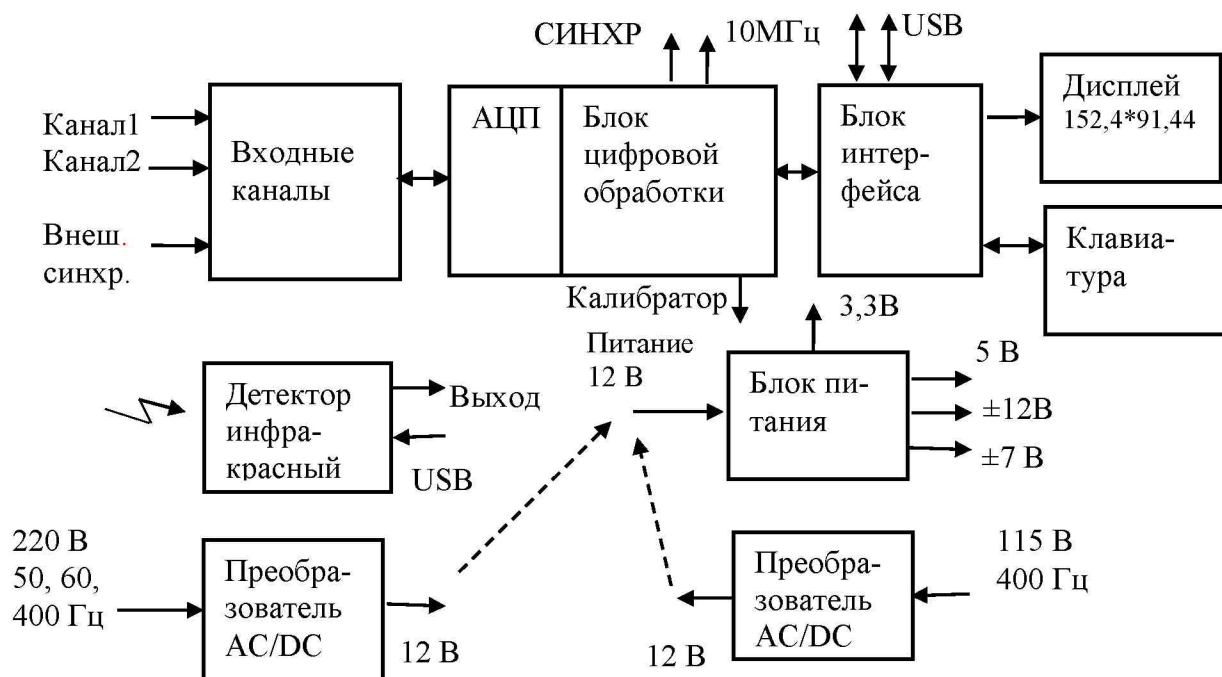 СИНХР
10МГц
USB
Канал1
Канал2
Внеш.
синхр.
Входные
каналы
АЦП
Блок
цифровой
обработки
Блок
интер-
фейса
Дисплей
152,4*91,44
Клавиа-
тура
Калибратор
3,3В
Питание
12 В
Блок пи-
тания
5 В
±12В
±7 В
Детектор
инфра-
красный
Выход
USB
220 В
50, 60,
400 Гц
Преобра-
зователь
AC/DC
12 В
12 В
Преобра-
зователь
AC/DC
115 В
400 Гц